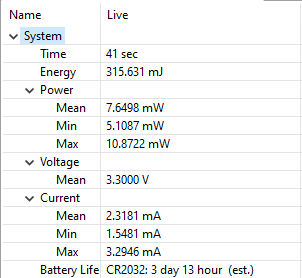 Name Live
System
Time 41 sec
Energy 315.631 mJ
Power
Mean 7.6498 mW
Min 5.1087 mW
Max 10.8722 mW
Voltage
Mean 3.3000 V
Current
Mean 2.3181 mA
Min 1.5481 mA
Max 3.2946 mA
Battery Life CR2032: 3 day 13 hour (est.)